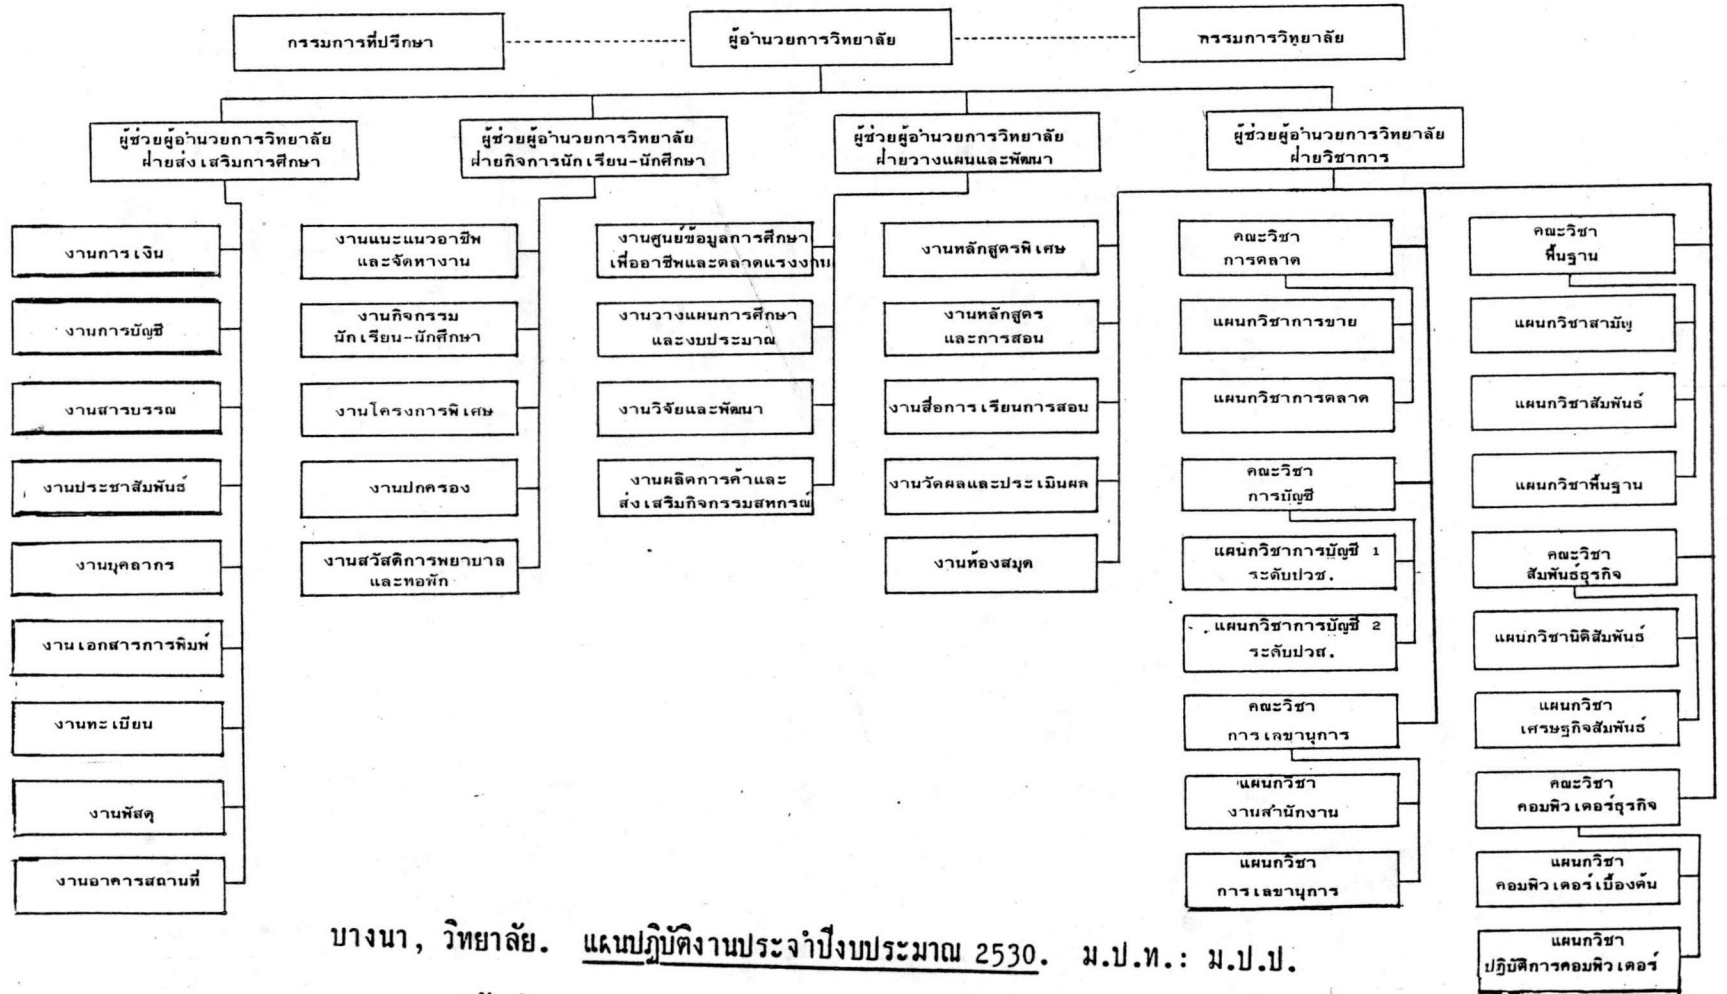 กรรมการที่ปรึกษา
ผู้อำนวยการวิทยาลัย
กรรมการวิทยาลัย
ผู้ช่วยผู้อำนวยการวิทยาลัย
ฝ่ายส่งเสริมการศึกษา
ผู้ช่วยผู้อำนวยการวิทยาลัย
ฝ่ายกิจการนักเรียน-นักศึกษา
ผู้ช่วยผู้อำนวยการวิทยาลัย
ฝ่ายวางแผนและพัฒนา
ผู้ช่วยผู้อำนวยการวิทยาลัย
ฝ่ายวิชาการ
งานการเงิน
งานการบัญชี
งานสารบรรณ
งานประชาสัมพันธ์
งานบุคลากร
งานเอกสารการพิมพ์
งานทะเบียน
งานพัสดุ
งานอาคารสถานที่
งานแนะแนวอาชีพ
และจัดหางาน
งานกิจกรรม
นักเรียน-นักศึกษา
งานโครงการพิเศษ
งานปกครอง
งานสวัสดิการพยาบาล
และหอพัก
งานศูนย์ข้อมูลการศึกษา
เพื่ออาชีพและตลาดแรงงาน
งานวางแผนการศึกษา
และงบประมาณ
งานวิจัยและพัฒนา
งานผลิตการค้าและ
ส่งเสริมกิจกรรมสหกรณ์
งานหลักสูตรพิเศษ
งานหลักสูตร
และการสอน
งานสื่อการเรียนการสอน
งานวัดผลและประเมินผล
งานห้องสมุด
คณะวิชา
การตลาด
แผนกวิชาการขาย
แผนกวิชาการตลาด
คณะวิชา
การบัญชี
แผนกวิชาการบัญชี 1
ระดับปวช.
แผนกวิชาการบัญชี 2
ระดับปวส.
คณะวิชา
การเลขานุการ
แผนกวิชา
งานสำนักงาน
แผนกวิชา
การเลขานุการ
คณะวิชา
พื้นฐาน
แผนกวิชาสามัญ
แผนกวิชาสัมพันธ์
แผนกวิชาพื้นฐาน
คณะวิชา
สัมพันธ์ธุรกิจ
แผนกวิชานิติสัมพันธ์
แผนกวิชา
เศรษฐกิจสัมพันธ์
คณะวิชา
คอมพิวเตอร์ธุรกิจ
แผนกวิชา
คอมพิวเตอร์เบื้องต้น
แผนกวิชา
ปฏิบัติการคอมพิวเตอร์
บางนา, วิทยาลัย. แผนปฏิบัติงานประจำปีงบประมาณ 2530. ม.ป.ท.: ม.ป.ป.